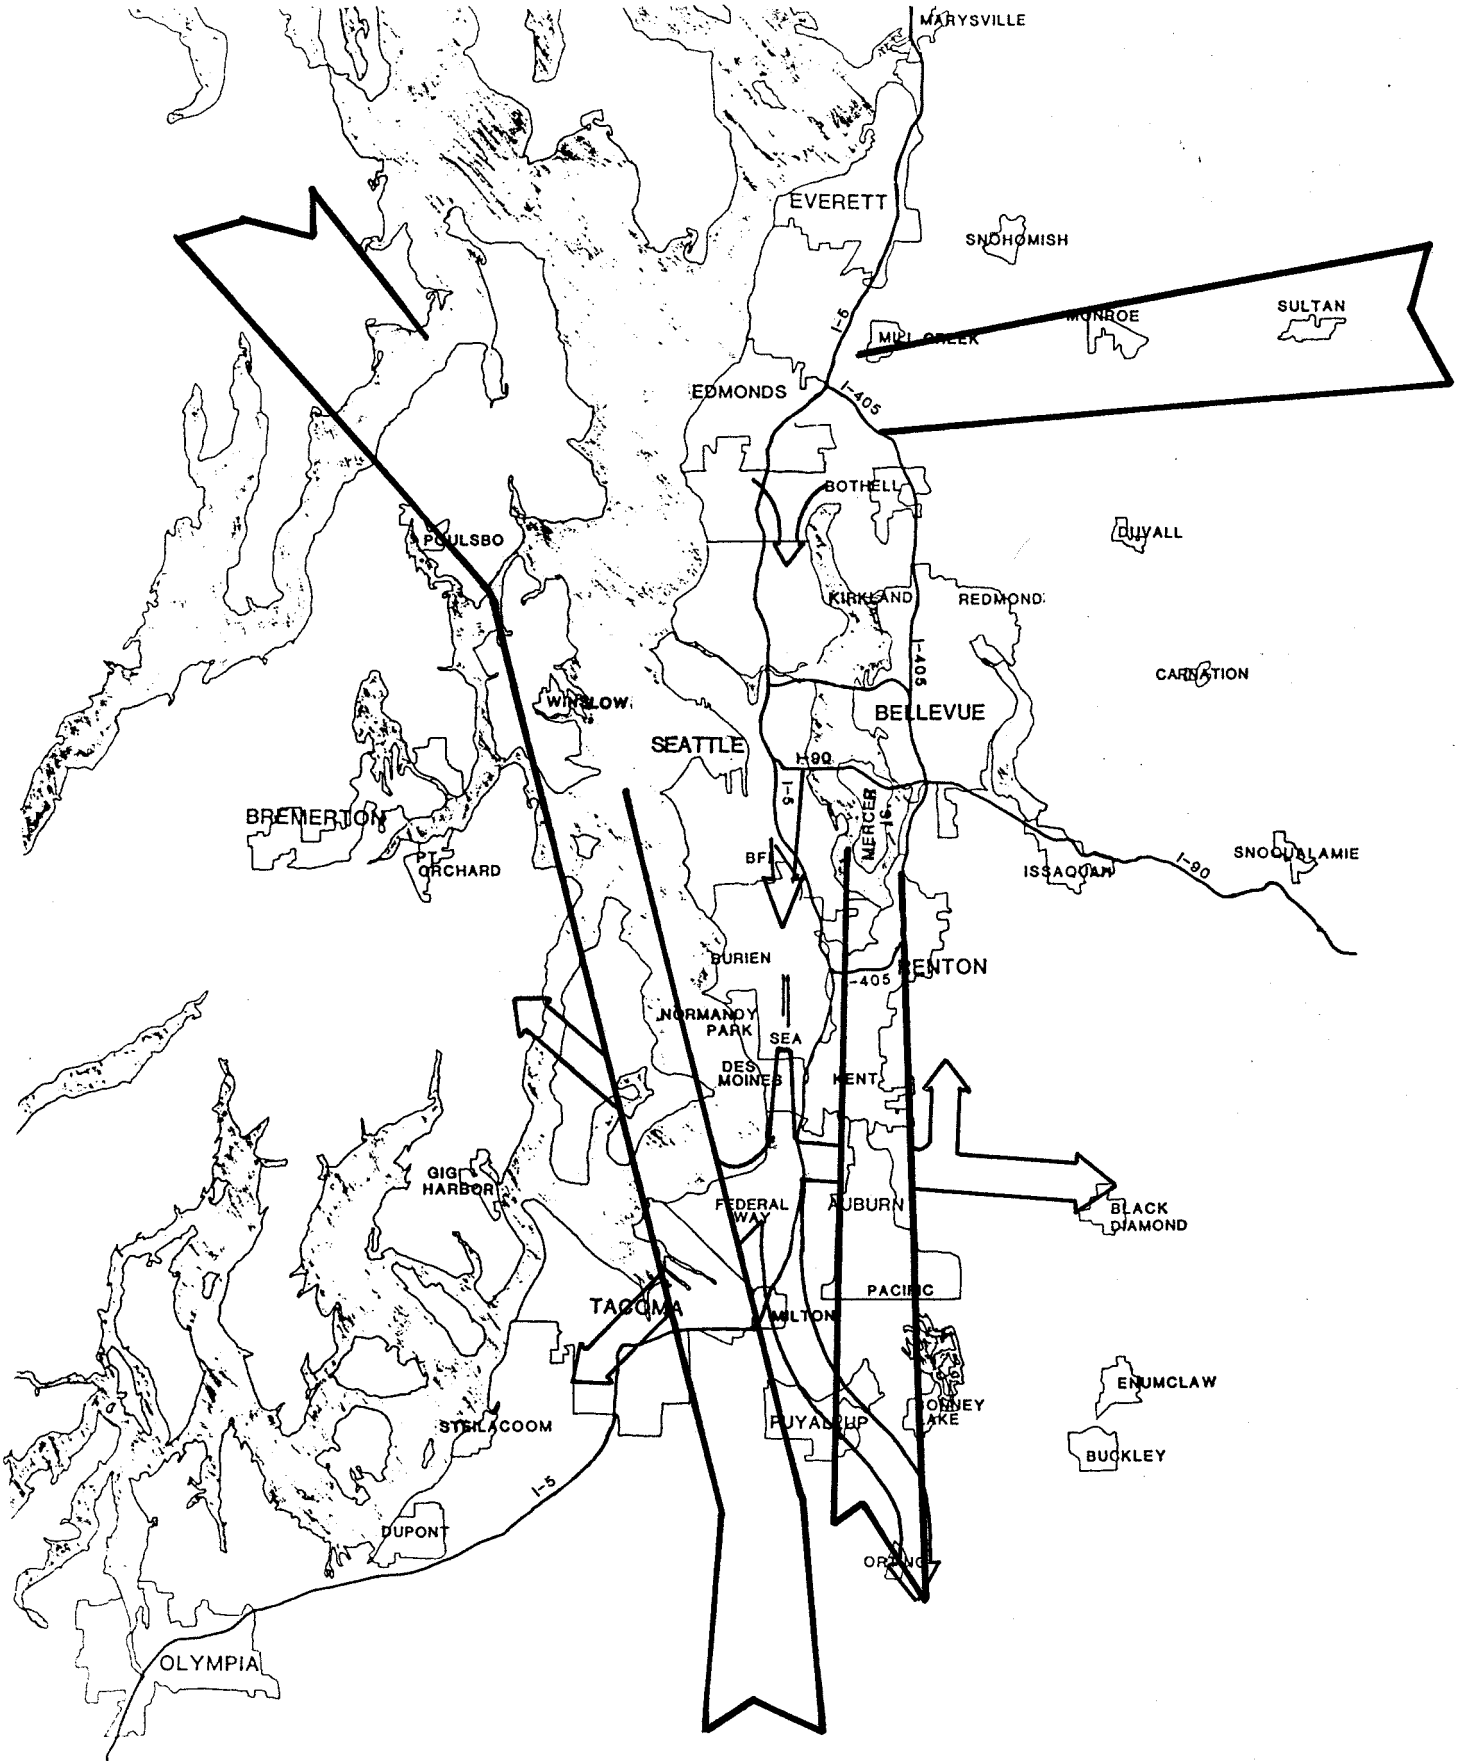 MARYSVILLE
EVERETT
SNOHOMISH
SULTAN
MONROE
I-5
MILL CREEK
EDMONDS
I-405
BOTHELL
DUVALL
POULSBO
KIRKLAND
REDMOND
I-405
CARNATION
WINSLOW
BELLEVUE
SEATTLE
I-90
I-5
MERCER
IS.
BREMERTON
BFI
PT.
ORCHARD
SNOQUALAMIE
ISSAQUAH
I-90
BURIEN
RENTON
I-405
NORMANDY
PARK
SEA
DES
MOINES
KENT
GIG
HARBOR
FEDERAL
WAY
AUBURN
BLACK
DIAMOND
PACIFIC
TACOMA
MILTON
ENUMCLAW
BONNEY
LAKE
STEILACOOM
PUYALLUP
BUCKLEY
I-5
DUPONT
ORTING
OLYMPIA